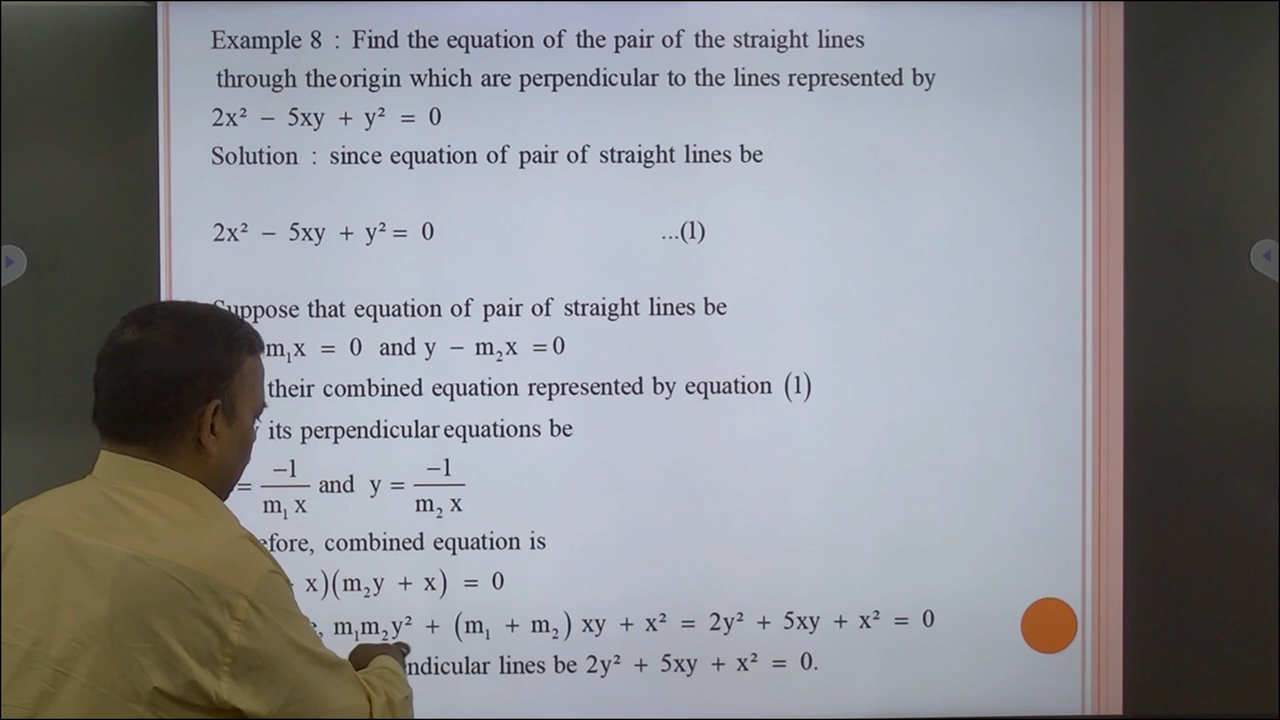 Example 8 : Find the equation of the pair of the straight lines
through the origin which are perpendicular to the lines represented by
2x² − 5xy + y² = 0
Solution : since equation of pair of straight lines be
2x² − 5xy + y² = 0 ...(1)
Suppose that equation of pair of straight lines be
m₁x = 0 and y − m₂x = 0
their combined equation represented by equation (1)
its perpendicular equations be
= −1/m₁ x and y = −1/m₂ x
combined equation is
x)(m₂y + x) = 0
m₁m₂y² + (m₁ + m₂) xy + x² = 2y² + 5xy + x² = 0
lines be 2y² + 5xy + x² = 0.